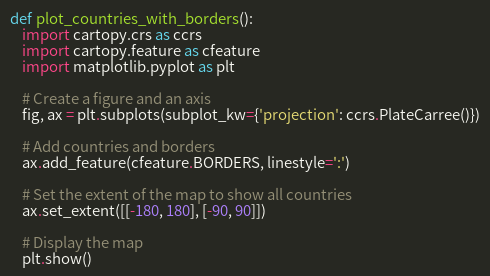 def plot_countries_with_borders():
    import cartopy.crs as ccrs
    import cartopy.feature as cfeature
    import matplotlib.pyplot as plt

    # Create a figure and an axis
    fig, ax = plt.subplots(subplot_kw={'projection': ccrs.PlateCarree()})

    # Add countries and borders
    ax.add_feature(cfeature.BORDERS, linestyle=':')

    # Set the extent of the map to show all countries
    ax.set_extent([[-180, 180], [-90, 90]])

    # Display the map
    plt.show()